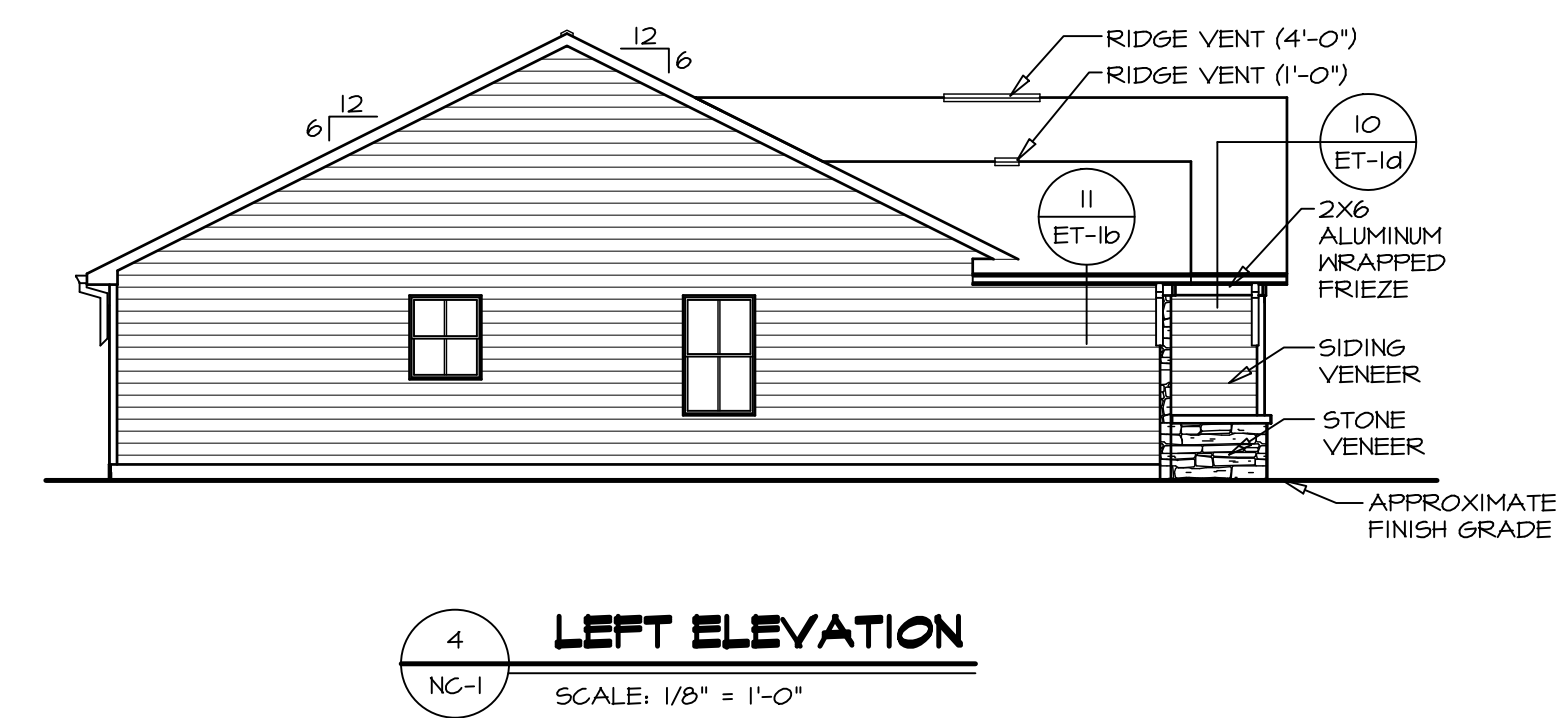 12
6
12
6
RIDGE VENT (4'-0")
RIDGE VENT (1'-0")
10
ET-1d
11
ET-1b
2X6
ALUMINUM
WRAPPED
FRIEZE
SIDING
VENEER
STONE
VENEER
APPROXIMATE
FINISH GRADE
4
NC-1
LEFT ELEVATION
SCALE: 1/8" = 1'-0"